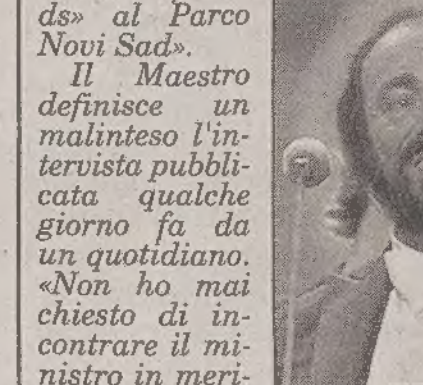 ds» al Parco
Novi Sad».
Il Maestro
definisce un
malinteso l'in-
tervista pubbli-
cata qualche
giorno fa da
un quotidiano.
«Non ho mai
chiesto di in-
contrare il mi-
nistro in meri-